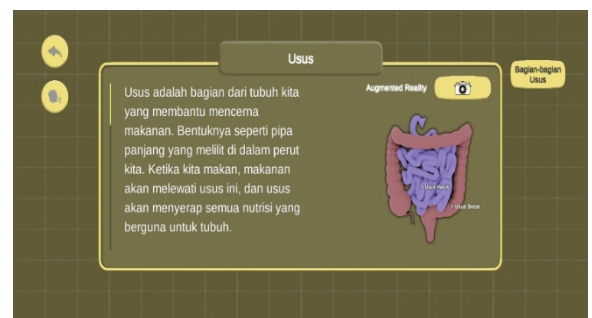 Usus
Bagian-bagian
Usus
Augmented Reality
Usus adalah bagian dari tubuh kita
yang membantu mencerna
makanan. Bentuknya seperti pipa
panjang yang melilit di dalam perut
kita. Ketika kita makan, makanan
akan melewati usus ini, dan usus
akan menyerap semua nutrisi yang
berguna untuk tubuh.
Usus Halus
Usus Besar